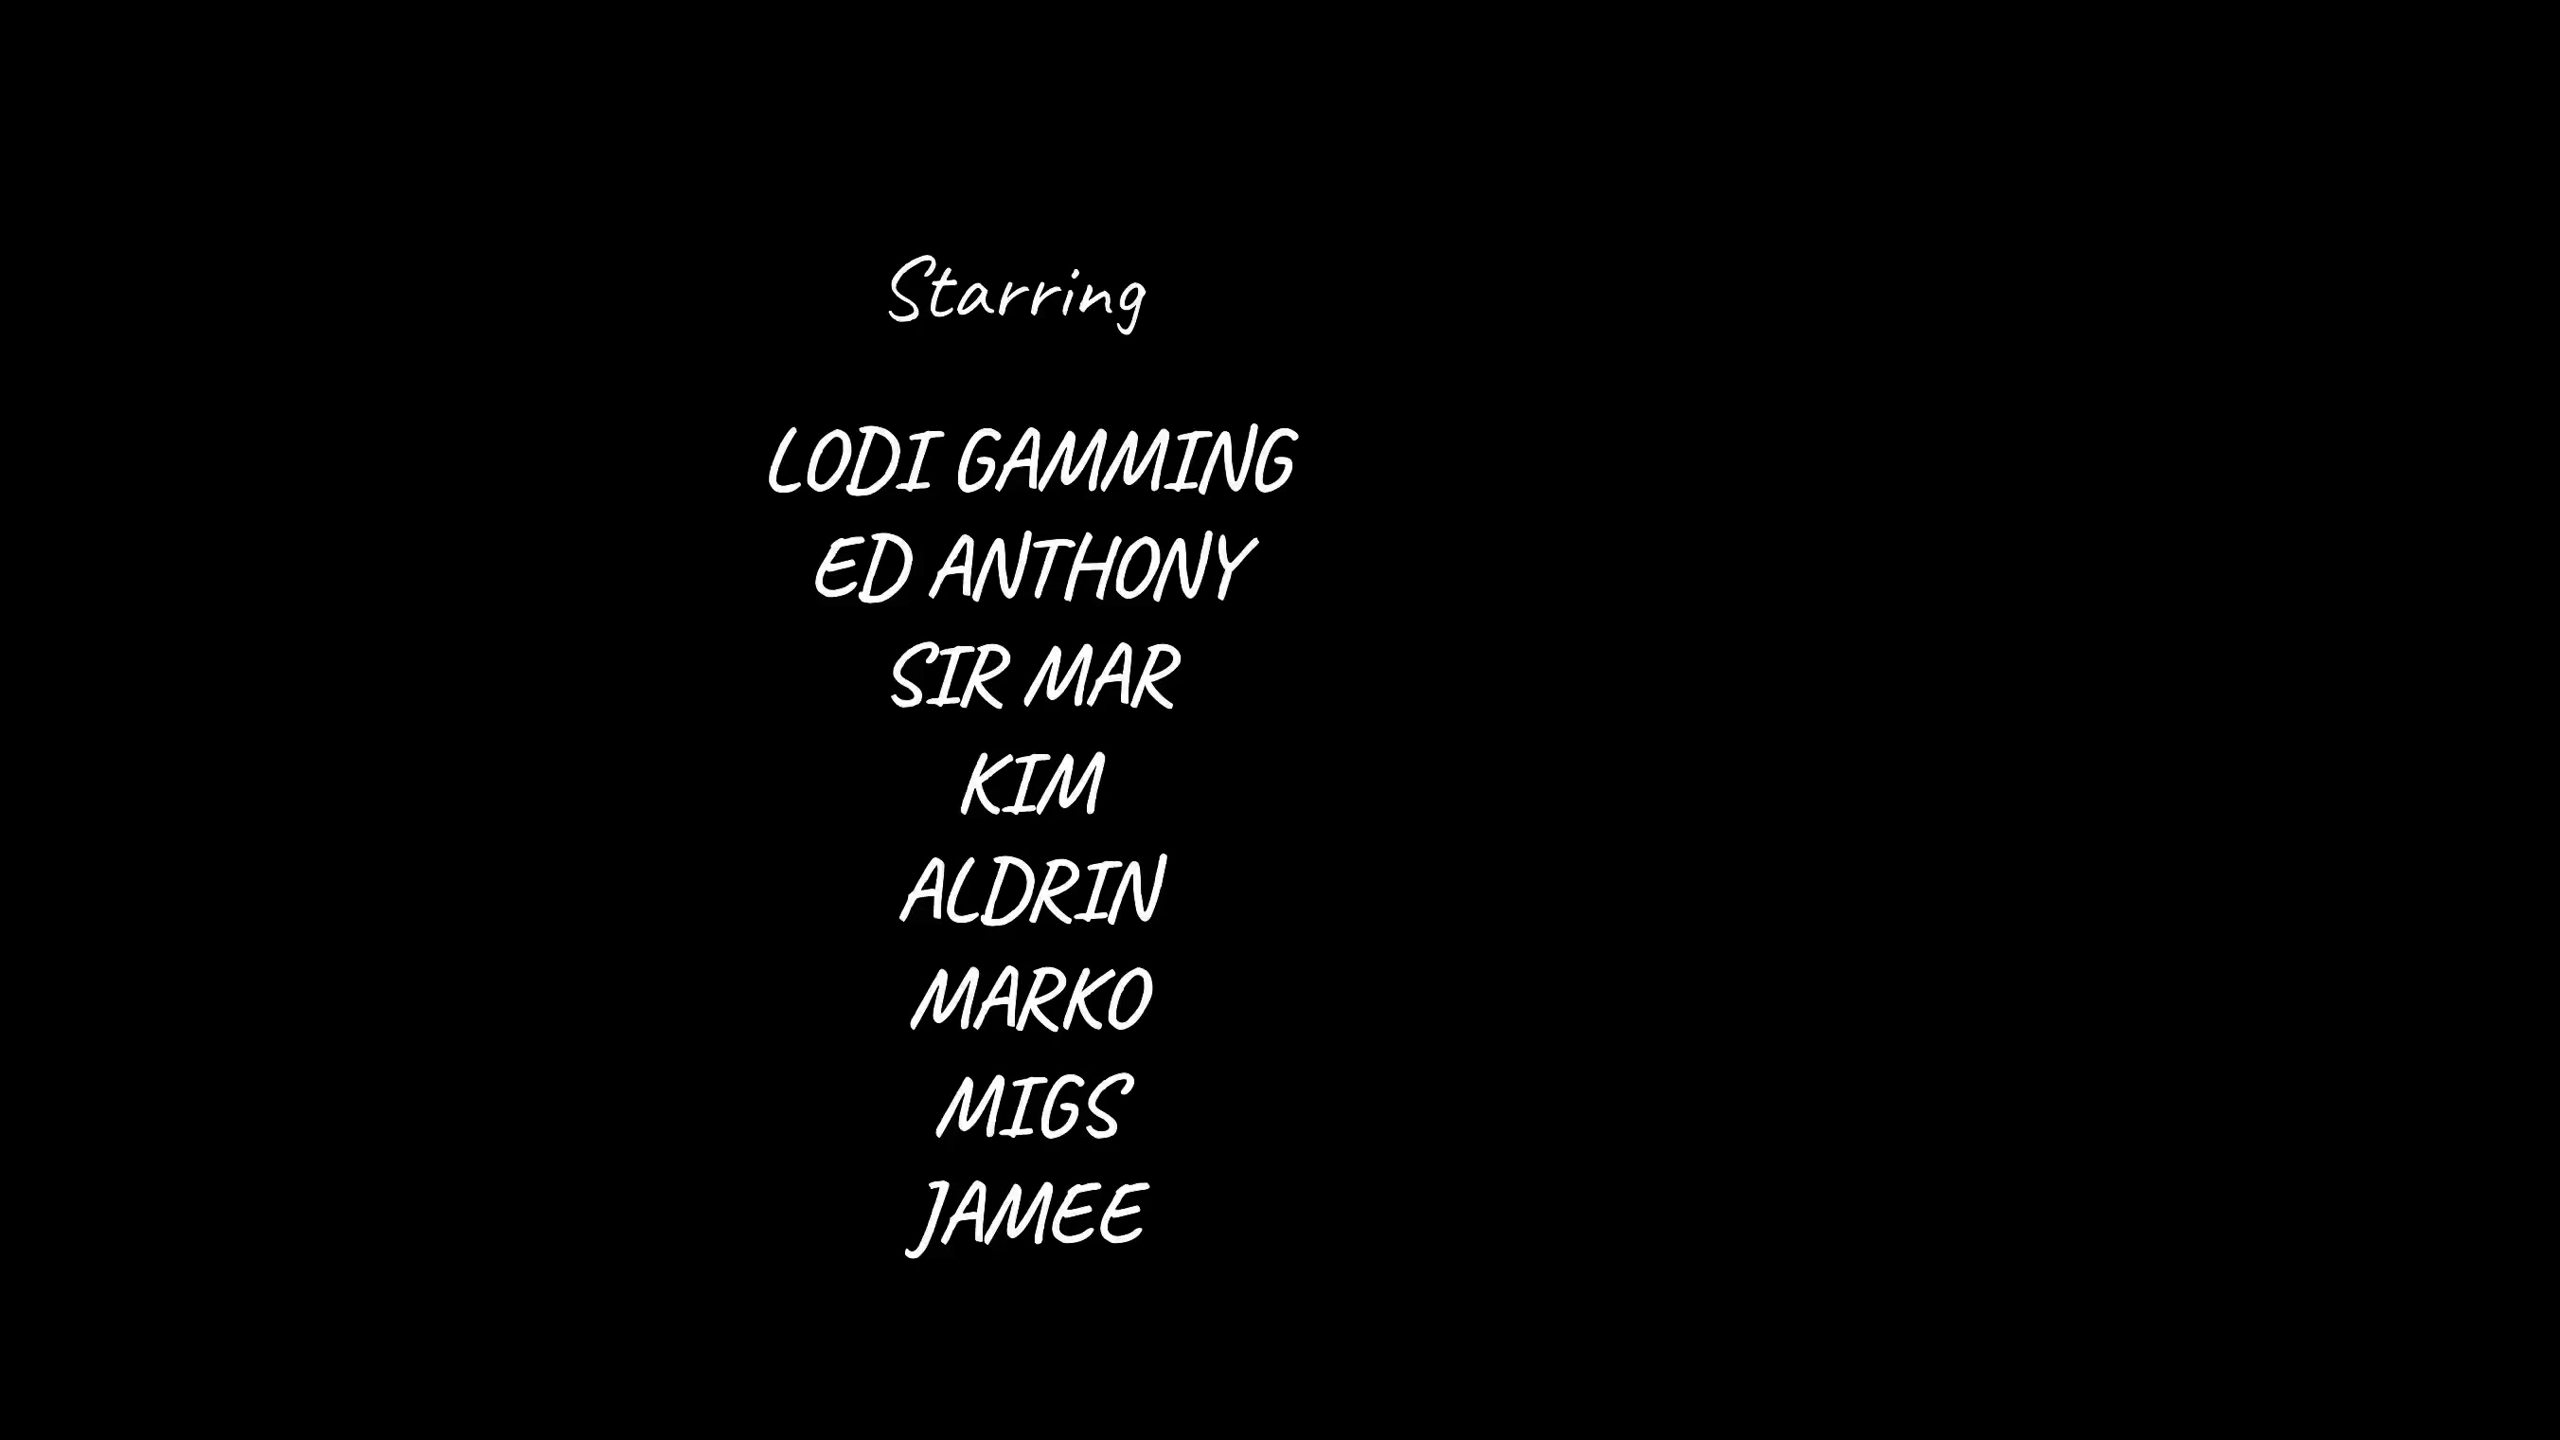 Starring
LODI GAMMING
ED ANTHONY
SIR MAR
KIM
ALDRIN
MARKO
MIGS
JAMEE